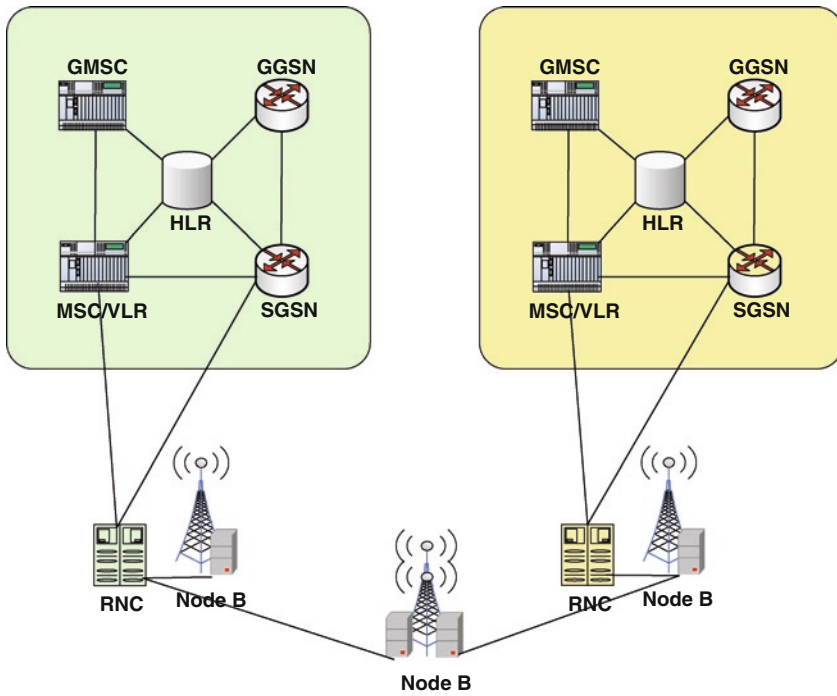 GMSC GGSN
HLR
MSC/VLR SGSN
GMSC GGSN
HLR
MSC/VLR SGSN
RNC Node B
RNC Node B
Node B